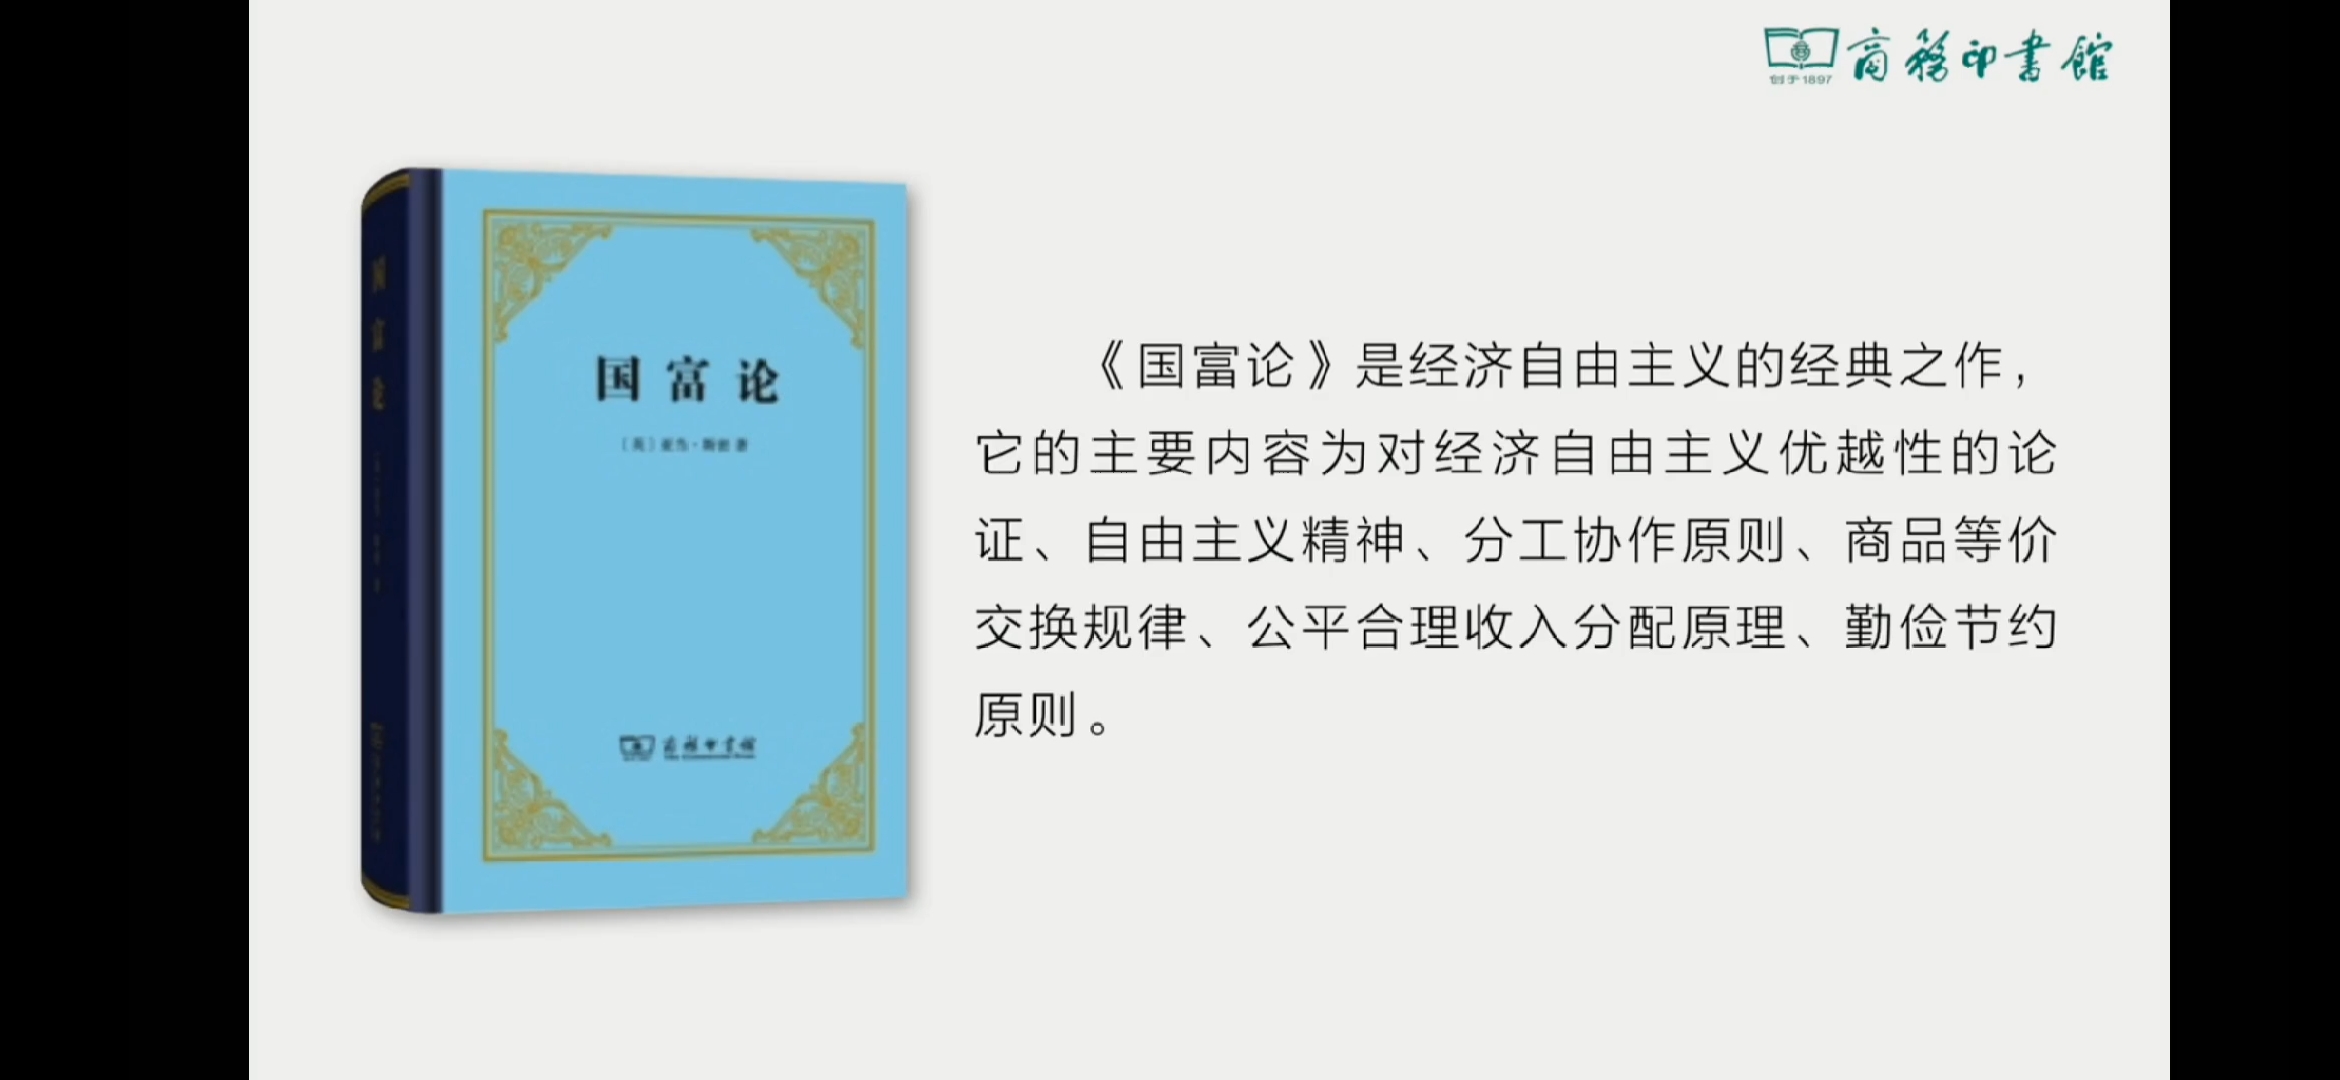 创于1897
商務印書館
国富论
国富论
〔英〕亚当·斯密 著
商務印書館
《国富论》是经济自由主义的经典之作，
它的主要内容为对经济自由主义优越性的论
证、自由主义精神、分工协作原则、商品等价
交换规律、公平合理收入分配原理、勤俭节约
原则。